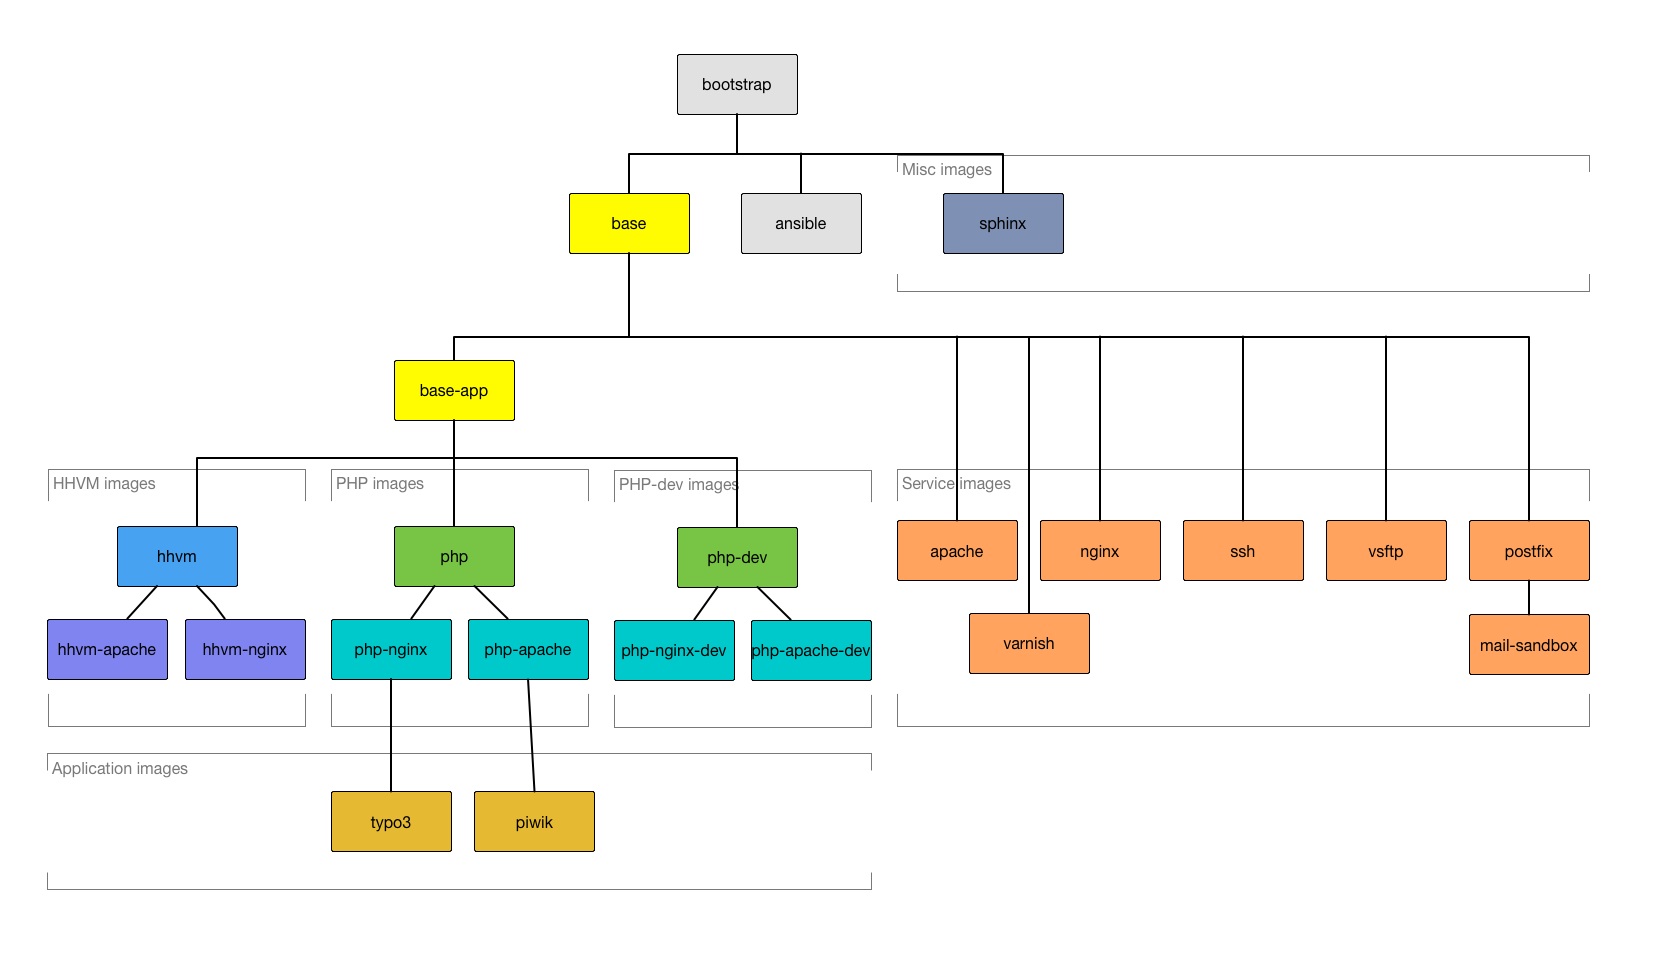 bootstrap
Misc images
base
ansible
sphinx
base-app
HHVM images
PHP images
PHP-dev images
Service images
hhvm
php
php-dev
apache
nginx
ssh
vsftp
postfix
hhvm-apache
hhvm-nginx
php-nginx
php-apache
php-nginx-dev
php-apache-dev
varnish
mail-sandbox
Application images
typo3
piwik